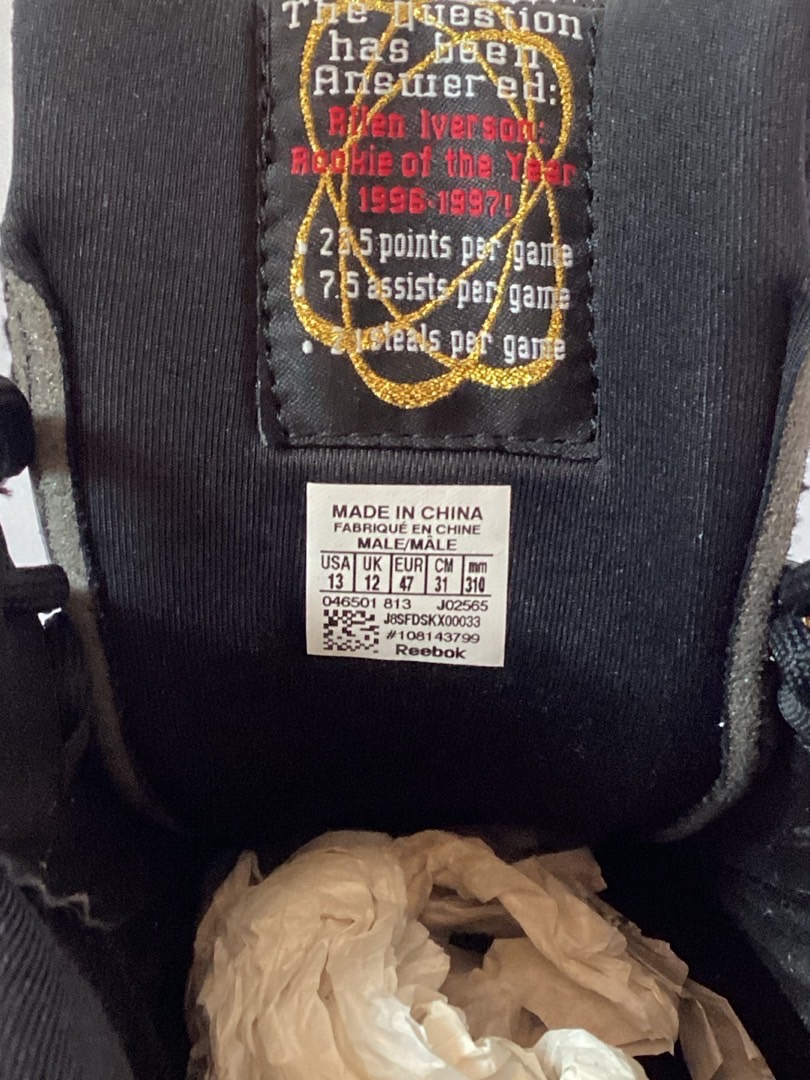 The Question
has been
Answered:
Allen Iverson:
Rookie of the Year
1996-1997!
• 23.5 points per game
• 7.5 assists per game
• steals per game
MADE IN CHINA
FABRIQUÉ EN CHINE
MALE/MÂLE
USA UK EUR CM mm
13 12 47 31 310
046501 813 J02565
J8SFDSKX00033
#108143799
Reebok